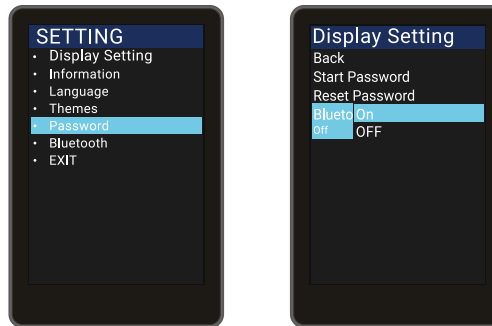 SETTING
• Display Setting
• Information
• Language
• Themes
• Password
• Bluetooth
• EXIT
Display Setting
Back
Start Password
Reset Password
Blueto On
Off OFF